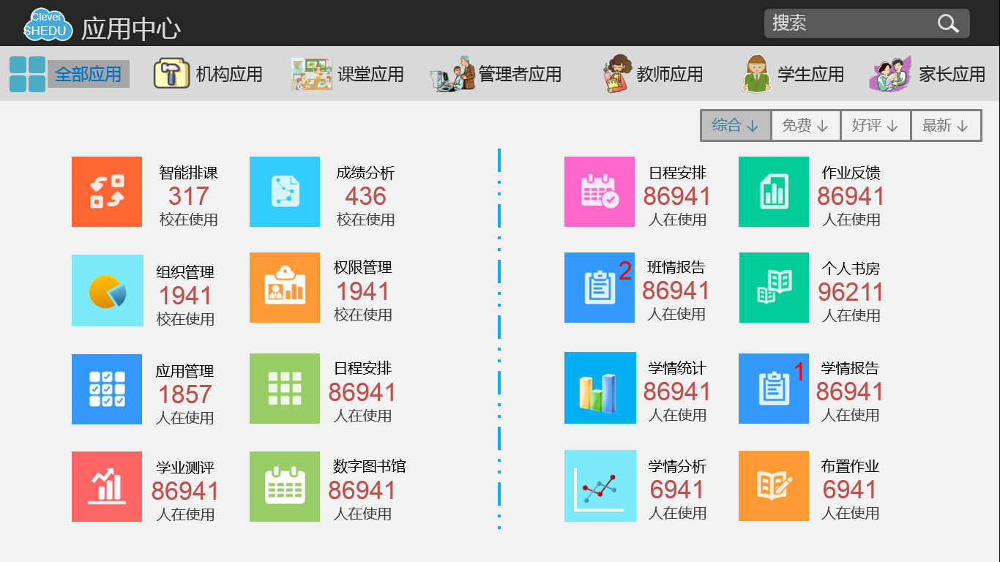 Clever
SHEDU
应用中心
搜索
全部应用
机构应用
课堂应用
管理者应用
教师应用
学生应用
家长应用
综合↓
免费↓
好评↓
最新↓
智能排课
317
校在使用
成绩分析
436
校在使用
日程安排
86941
人在使用
作业反馈
86941
人在使用
组织管理
1941
校在使用
权限管理
1941
校在使用
2
班情报告
86941
人在使用
个人书房
96211
人在使用
应用管理
1857
人在使用
日程安排
86941
人在使用
学情统计
86941
人在使用
1
学情报告
86941
人在使用
学业测评
86941
人在使用
数字图书馆
86941
人在使用
学情分析
6941
人在使用
布置作业
6941
人在使用